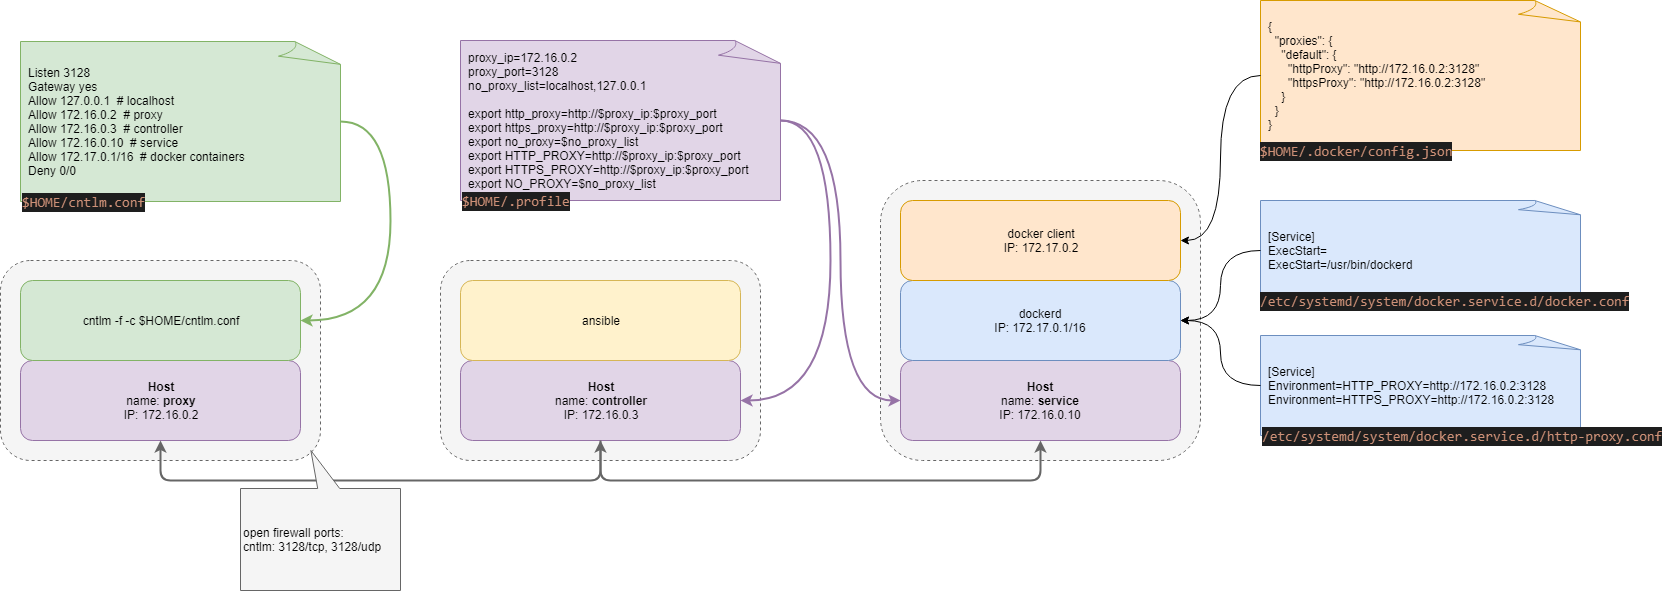 Listen 3128
Gateway yes
Allow 127.0.0.1  # localhost
Allow 172.16.0.2  # proxy
Allow 172.16.0.3  # controller
Allow 172.16.0.10  # service
Allow 172.17.0.1/16  # docker containers
Deny 0/0
$HOME/cntlm.conf
proxy_ip=172.16.0.2
proxy_port=3128
no_proxy_list=localhost,127.0.0.1
export http_proxy=http://$proxy_ip:$proxy_port
export https_proxy=http://$proxy_ip:$proxy_port
export no_proxy=$no_proxy_list
export HTTP_PROXY=http://$proxy_ip:$proxy_port
export HTTPS_PROXY=http://$proxy_ip:$proxy_port
export NO_PROXY=$no_proxy_list
$HOME/.profile
{
"proxies": {
"default": {
"httpProxy": "http://172.16.0.2:3128"
"httpsProxy": "http://172.16.0.2:3128"
}
}
}
$HOME/.docker/config.json
cntlm -f -c $HOME/cntlm.conf
Host
name: proxy
IP: 172.16.0.2
ansible
Host
name: controller
IP: 172.16.0.3
docker client
IP: 172.17.0.2
dockerd
IP: 172.17.0.1/16
Host
name: service
IP: 172.16.0.10
[Service]
ExecStart=
ExecStart=/usr/bin/dockerd
/etc/systemd/system/docker.service.d/docker.conf
[Service]
Environment=HTTP_PROXY=http://172.16.0.2:3128
Environment=HTTPS_PROXY=http://172.16.0.2:3128
/etc/systemd/system/docker.service.d/http-proxy.conf
open firewall ports:
cntlm: 3128/tcp, 3128/udp